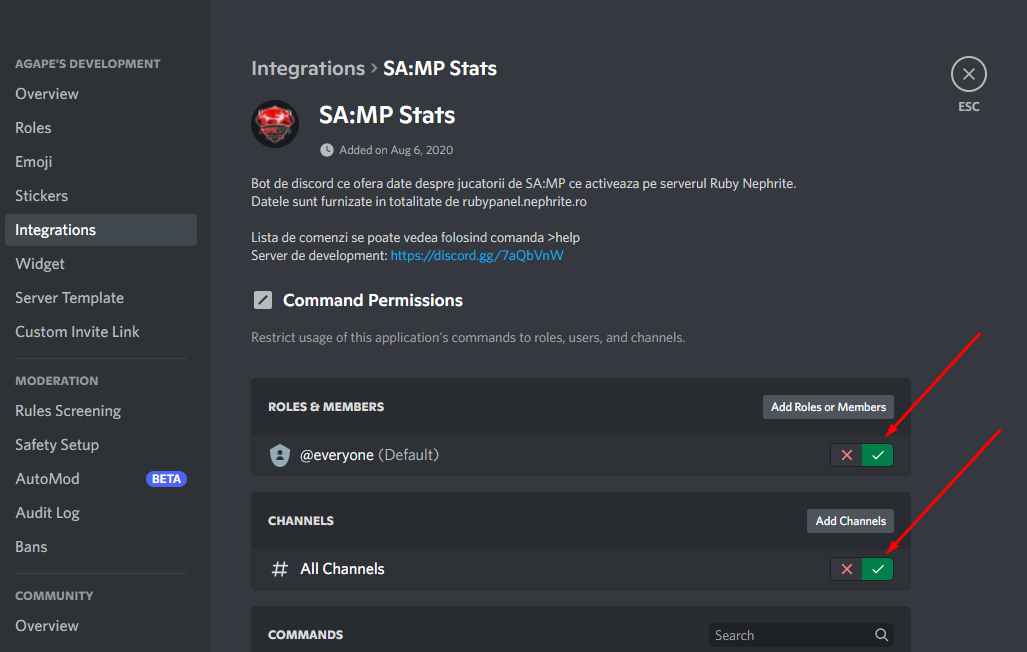 AGAPE'S DEVELOPMENT
Overview
Roles
Emoji
Stickers
Integrations
Widget
Server Template
Custom Invite Link
MODERATION
Rules Screening
Safety Setup
AutoMod BETA
Audit Log
Bans
COMMUNITY
Overview
Integrations > SA:MP Stats
ESC
SA:MP Stats
Added on Aug 6, 2020
Bot de discord ce ofera date despre jucatorii de SA:MP ce activeaza pe serverul Ruby Nephrite.
Datele sunt furnizate in totalitate de rubypanel.nephrite.ro
Lista de comenzi se poate vedea folosind comanda >help
Server de development: https://discord.gg/7aQbVnW
Command Permissions
Restrict usage of this application's commands to roles, users, and channels.
ROLES & MEMBERS Add Roles or Members
@everyone (Default)
CHANNELS Add Channels
# All Channels
COMMANDS Search